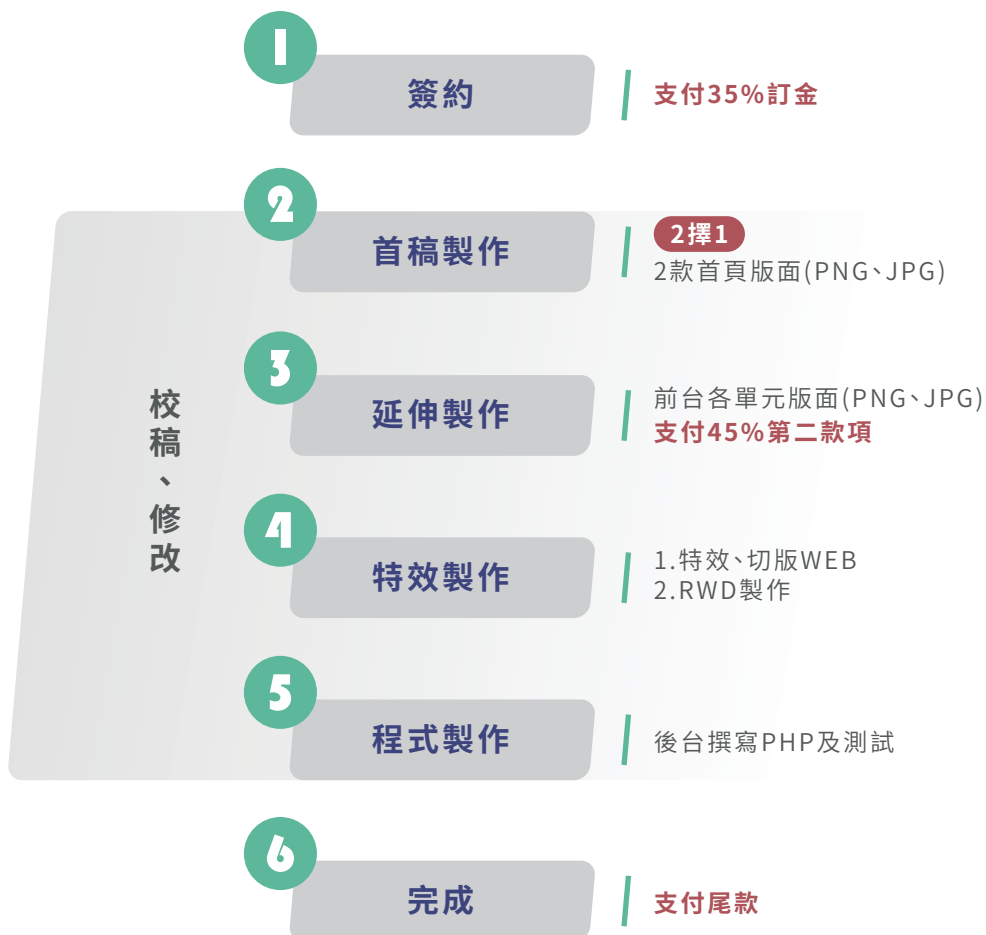 1
簽約
支付35%訂金
2
首稿製作
2擇1
2款首頁版面(PNG、JPG)
校稿、修改
3
延伸製作
前台各單元版面(PNG、JPG)
支付45%第二款項
4
特效製作
1.特效、切版WEB
2.RWD製作
5
程式製作
後台撰寫PHP及測試
6
完成
支付尾款